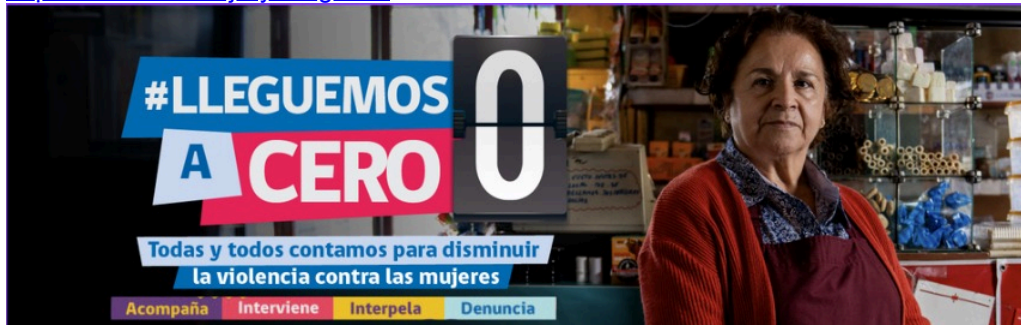 #LLEGUEMOS
A CERO
0
Todas y todos contamos para disminuir
la violencia contra las mujeres
Acompaña Interviene Interpela Denuncia